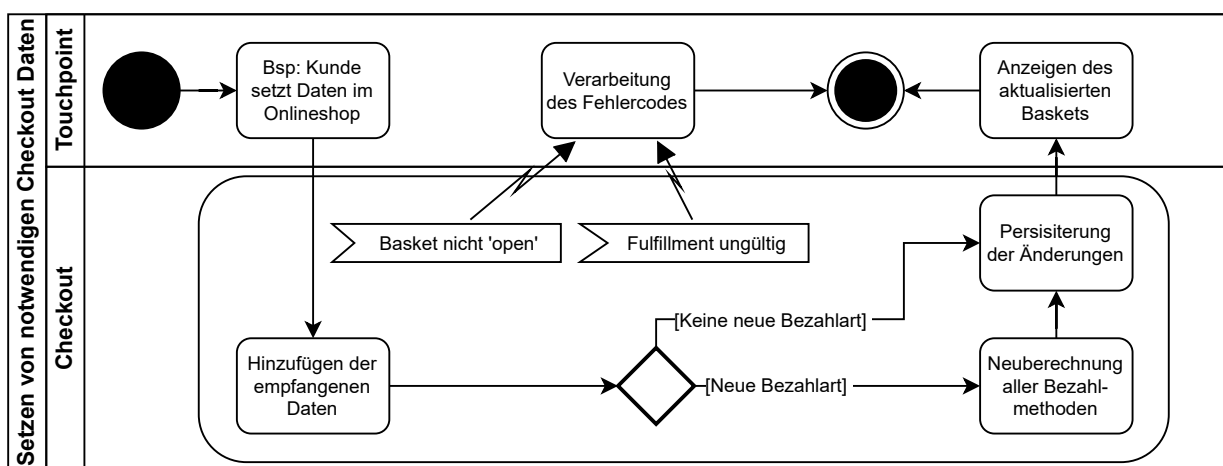 Setzen von notwendigen Checkout Daten
Touchpoint
Bsp: Kunde
setzt Daten im
Onlineshop
Verarbeitung
des Fehlercodes
Anzeigen des
aktualisierten
Baskets
Checkout
Basket nicht 'open'
Fulfillment ungültig
Persisiterung
der Änderungen
[Keine neue Bezahlart]
Hinzufügen der
empfangenen
Daten
[Neue Bezahlart]
Neuberechnung
aller Bezahl-
methoden